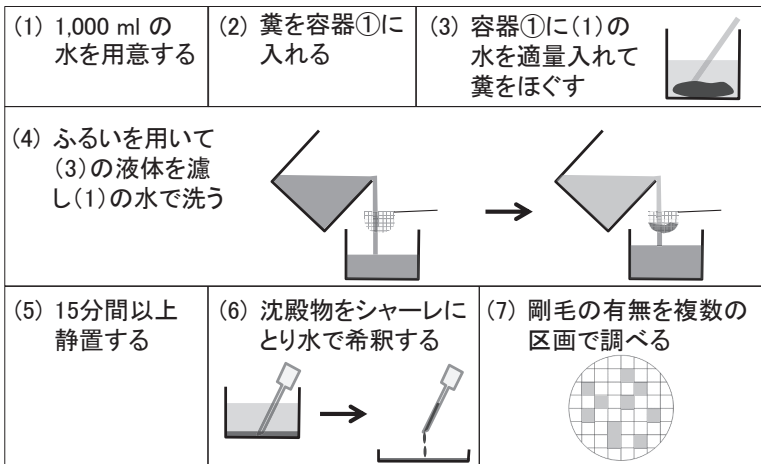 (1) 1,000 ml の
水を用意する
(2) 糞を容器①に
入れる
(3) 容器①に(1)の
水を適量入れて
糞をほぐす
(4) ふるいを用いて
(3)の液体を濾
し(1)の水で洗う
(5) 15分間以上
静置する
(6) 沈殿物をシャーレに
とり水で希釈する
(7) 剛毛の有無を複数の
区画で調べる